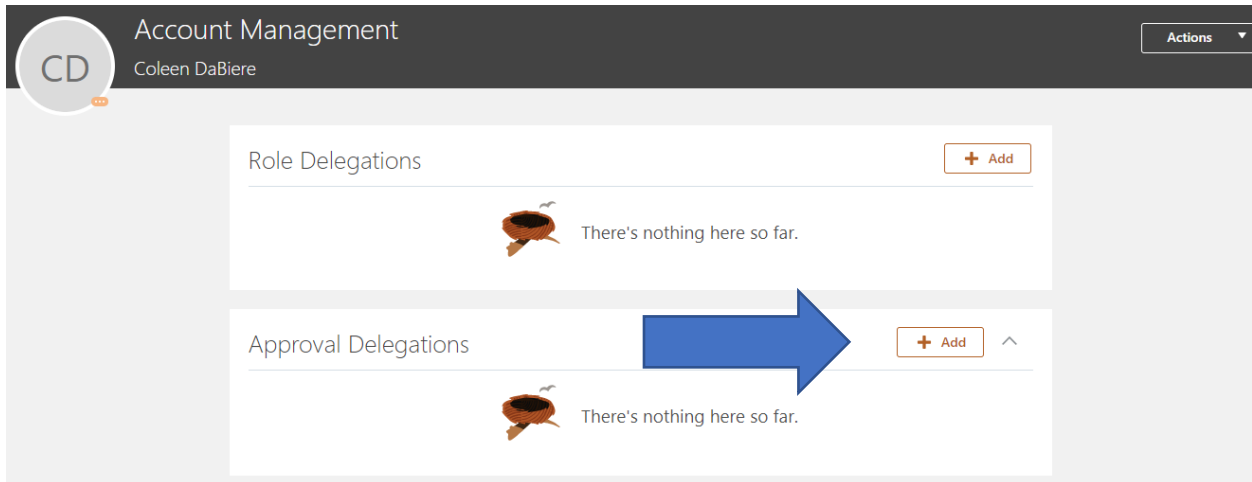 Account Management
Actions
CD
Coleen DaBiere
Role Delegations
Add
There's nothing here so far.
Approval Delegations
Add
There's nothing here so far.